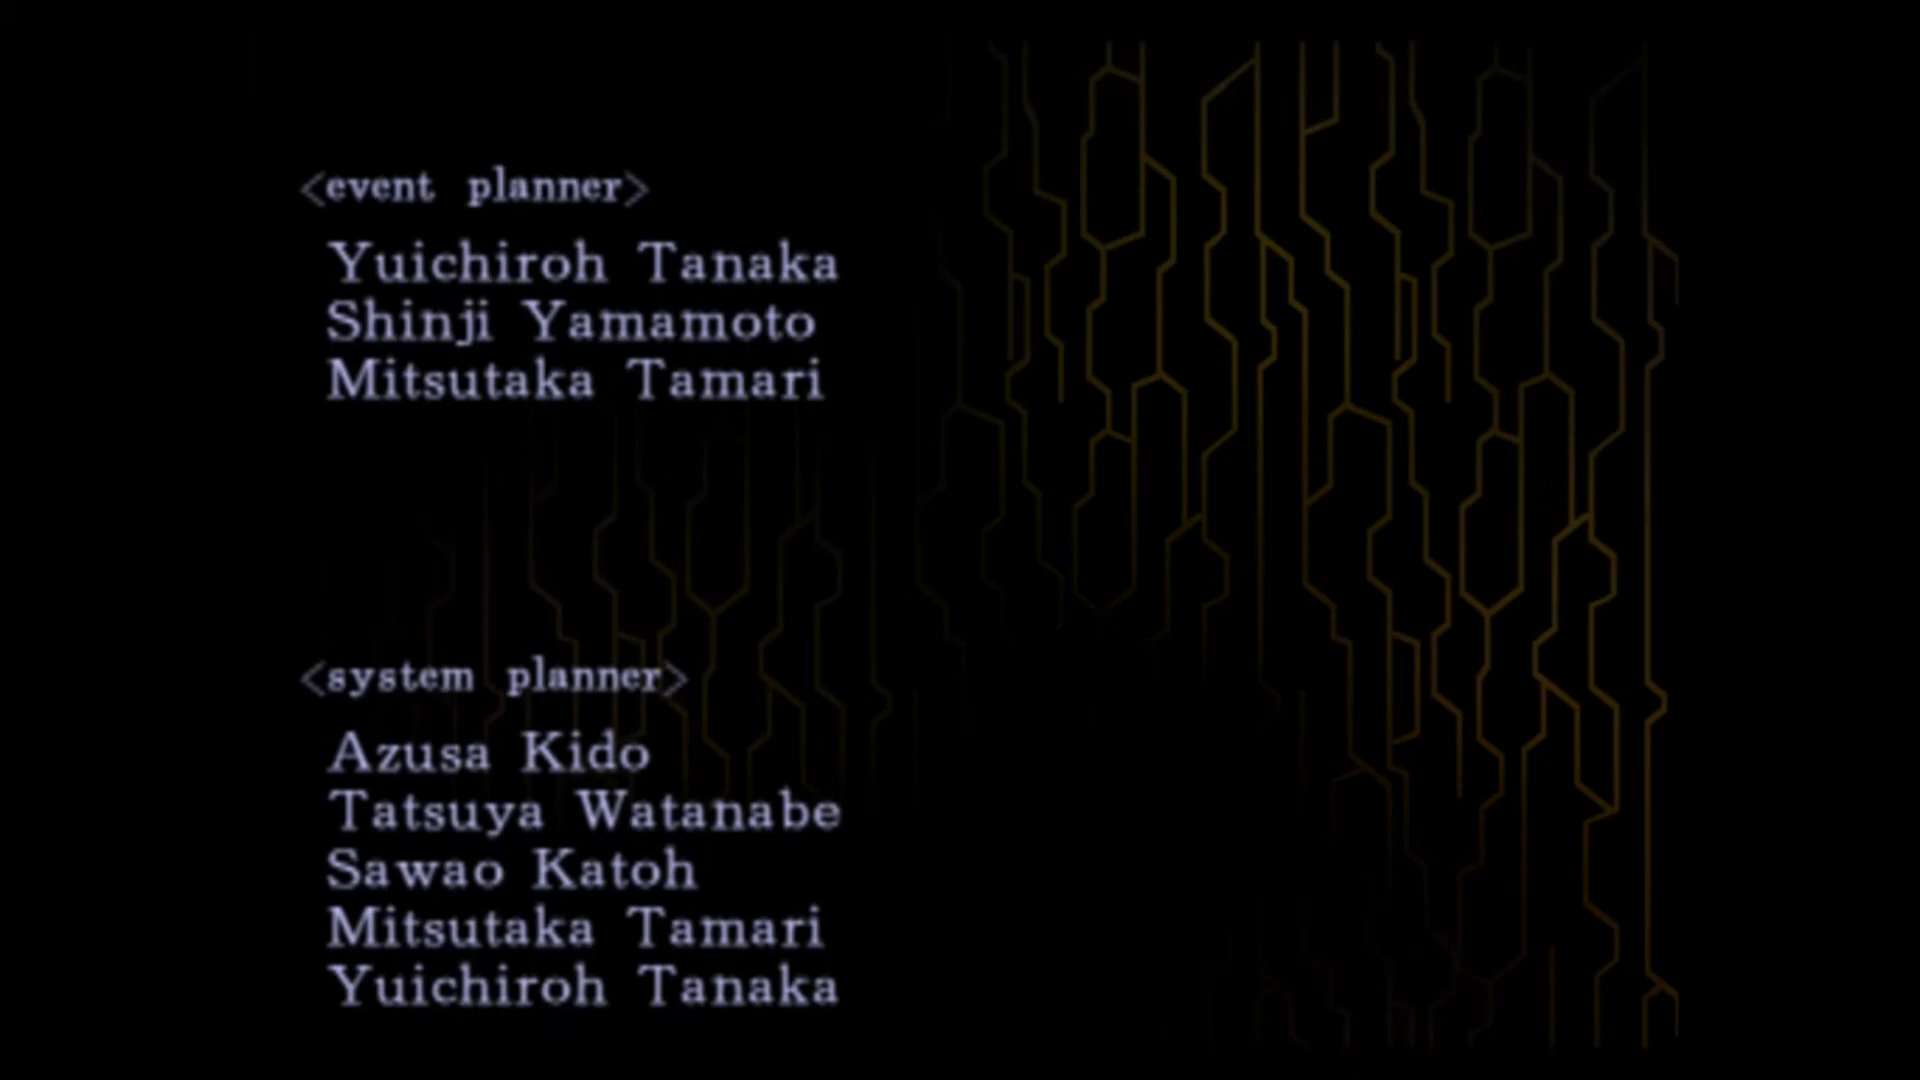 <event planner>
Yuichiroh Tanaka
Shinji Yamamoto
Mitsutaka Tamari
<system planner>
Azusa Kido
Tatsuya Watanabe
Sawao Katoh
Mitsutaka Tamari
Yuichiroh Tanaka